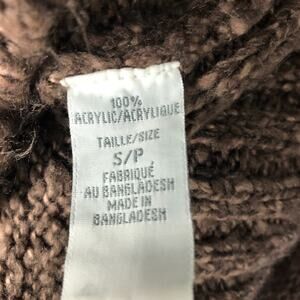 100%
ACRYLIC/ACRYLIQUE
TAILLE/SIZE
S/P
FABRIQUÉ
AU BANGLADESH
MADE IN
BANGLADESH